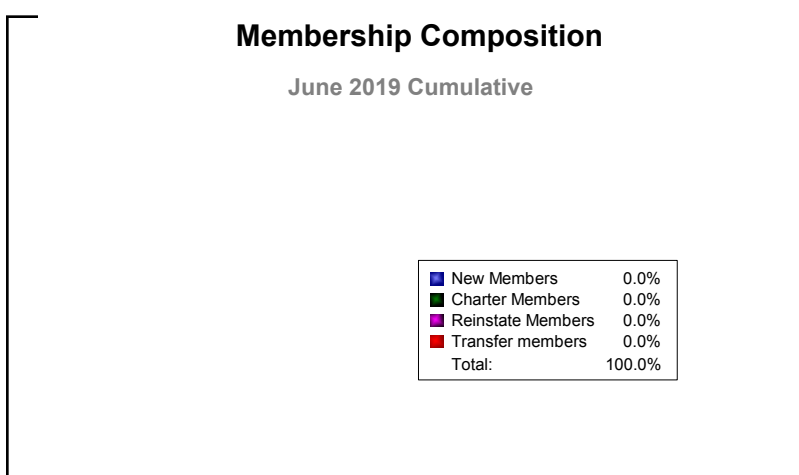 Membership Composition
June 2019 Cumulative
New Members 0.0%
Charter Members 0.0%
Reinstate Members 0.0%
Transfer members 0.0%
Total: 100.0%